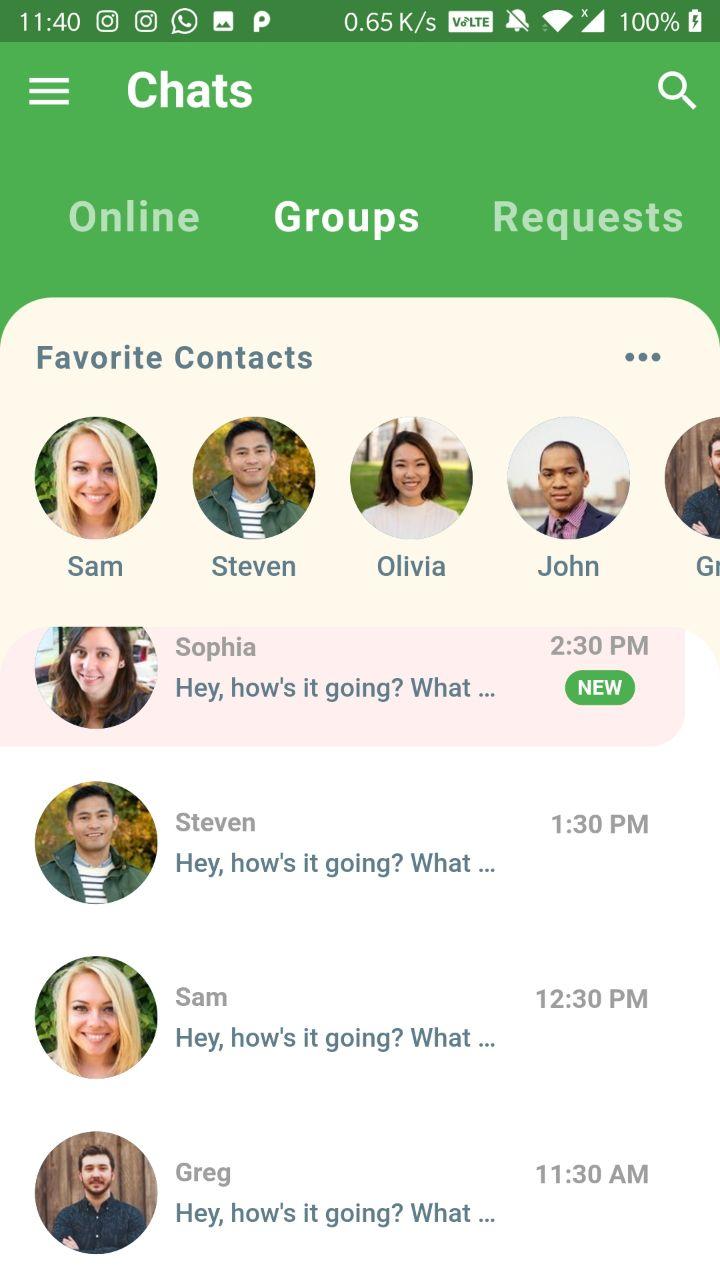 11:40 0.65 K/s VoLTE x 100%
Chats
Online Groups Requests
Favorite Contacts
Sam Steven Olivia John Gr
Sophia 2:30 PM
Hey, how's it going? What ... NEW
Steven 1:30 PM
Hey, how's it going? What ...
Sam 12:30 PM
Hey, how's it going? What ...
Greg 11:30 AM
Hey, how's it going? What ...